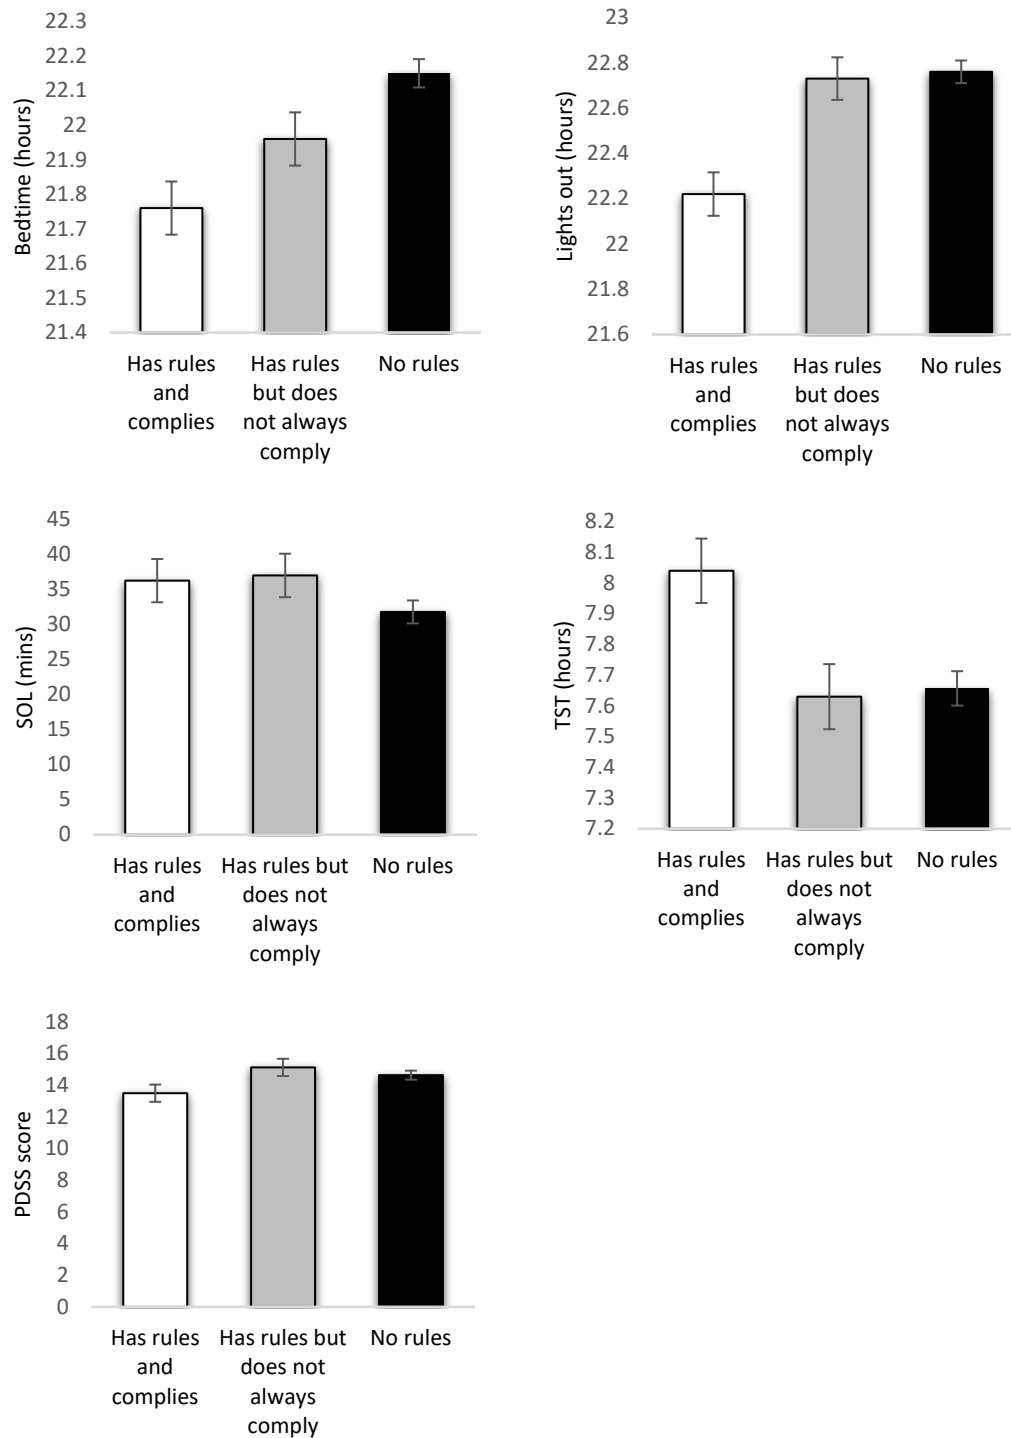 Bedtime (hours)
22.3
22.2
22.1
22
21.9
21.8
21.7
21.6
21.5
21.4
Has rules
and
complies
Has rules
but does
not always
comply
No rules
Lights out (hours)
23
22.8
22.6
22.4
22.2
22
21.8
21.6
Has rules
and
complies
Has rules
but does
not always
comply
No rules
SOL (mins)
45
40
35
30
25
20
15
10
5
0
Has rules
and
complies
Has rules but
does not
always
comply
No rules
TST (hours)
8.2
8.1
8
7.9
7.8
7.7
7.6
7.5
7.4
7.3
7.2
Has rules
and
complies
Has rules but
does not
always
comply
No rules
PDSS score
18
16
14
12
10
8
6
4
2
0
Has rules
and
complies
Has rules but
does not
always
comply
No rules